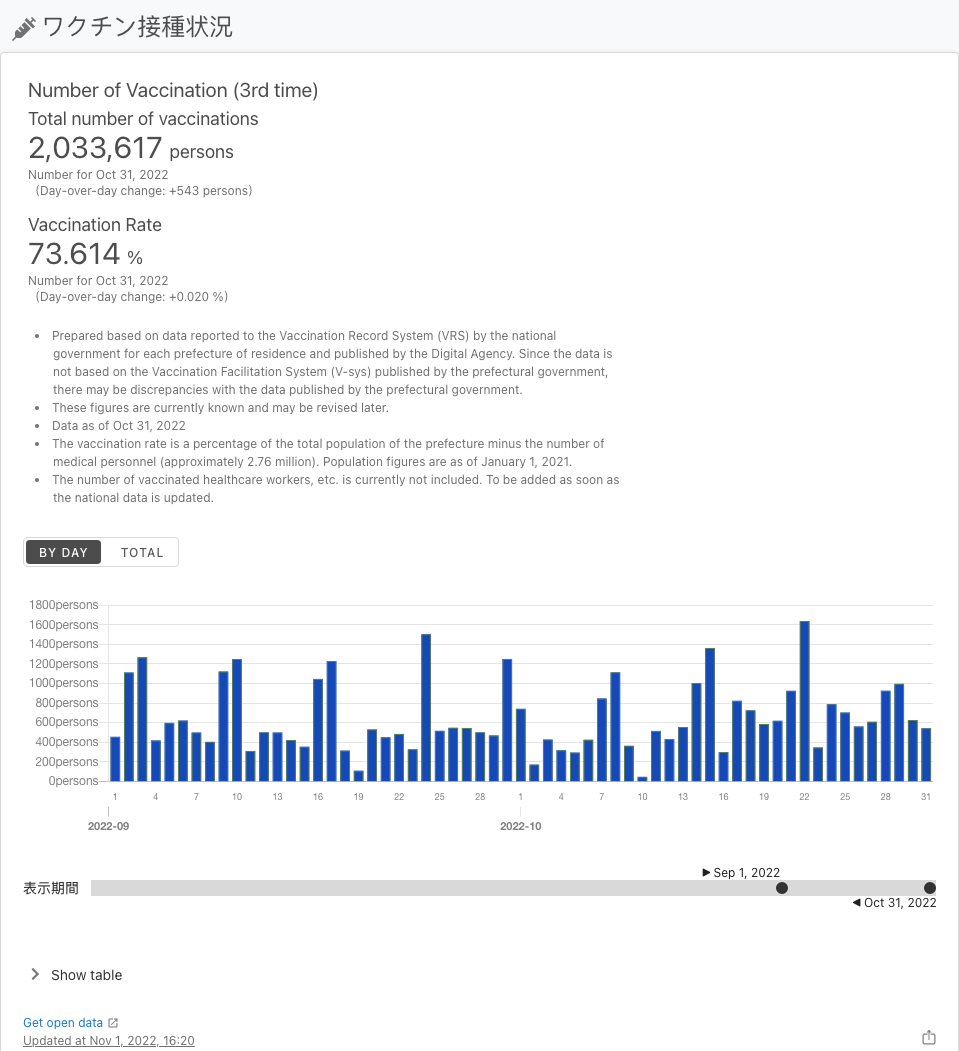 ワクチン接種状況
Number of Vaccination (3rd time)
Total number of vaccinations
2,033,617 persons
Number for Oct 31, 2022
(Day-over-day change: +543 persons)
Vaccination Rate
73.614 %
Number for Oct 31, 2022
(Day-over-day change: +0.020 %)
• Prepared based on data reported to the Vaccination Record System (VRS) by the national
government for each prefecture of residence and published by the Digital Agency. Since the data is
not based on the Vaccination Facilitation System (V-sys) published by the prefectural government,
there may be discrepancies with the data published by the prefectural government.
• These figures are currently known and may be revised later.
• Data as of Oct 31, 2022
• The vaccination rate is a percentage of the total population of the prefecture minus the number of
medical personnel (approximately 2.76 million). Population figures are as of January 1, 2021.
• The number of vaccinated healthcare workers, etc. is currently not included. To be added as soon as
the national data is updated.
BY DAY TOTAL
1800persons
1600persons
1400persons
1200persons
1000persons
800persons
600persons
400persons
200persons
0persons
1 4 7 10 13 16 19 22 25 28 1 4 7 10 13 16 19 22 25 28 31
2022-09 2022-10
▶ Sep 1, 2022
表示期間
◀ Oct 31, 2022
Show table
Get open data
Updated at Nov 1, 2022, 16:20